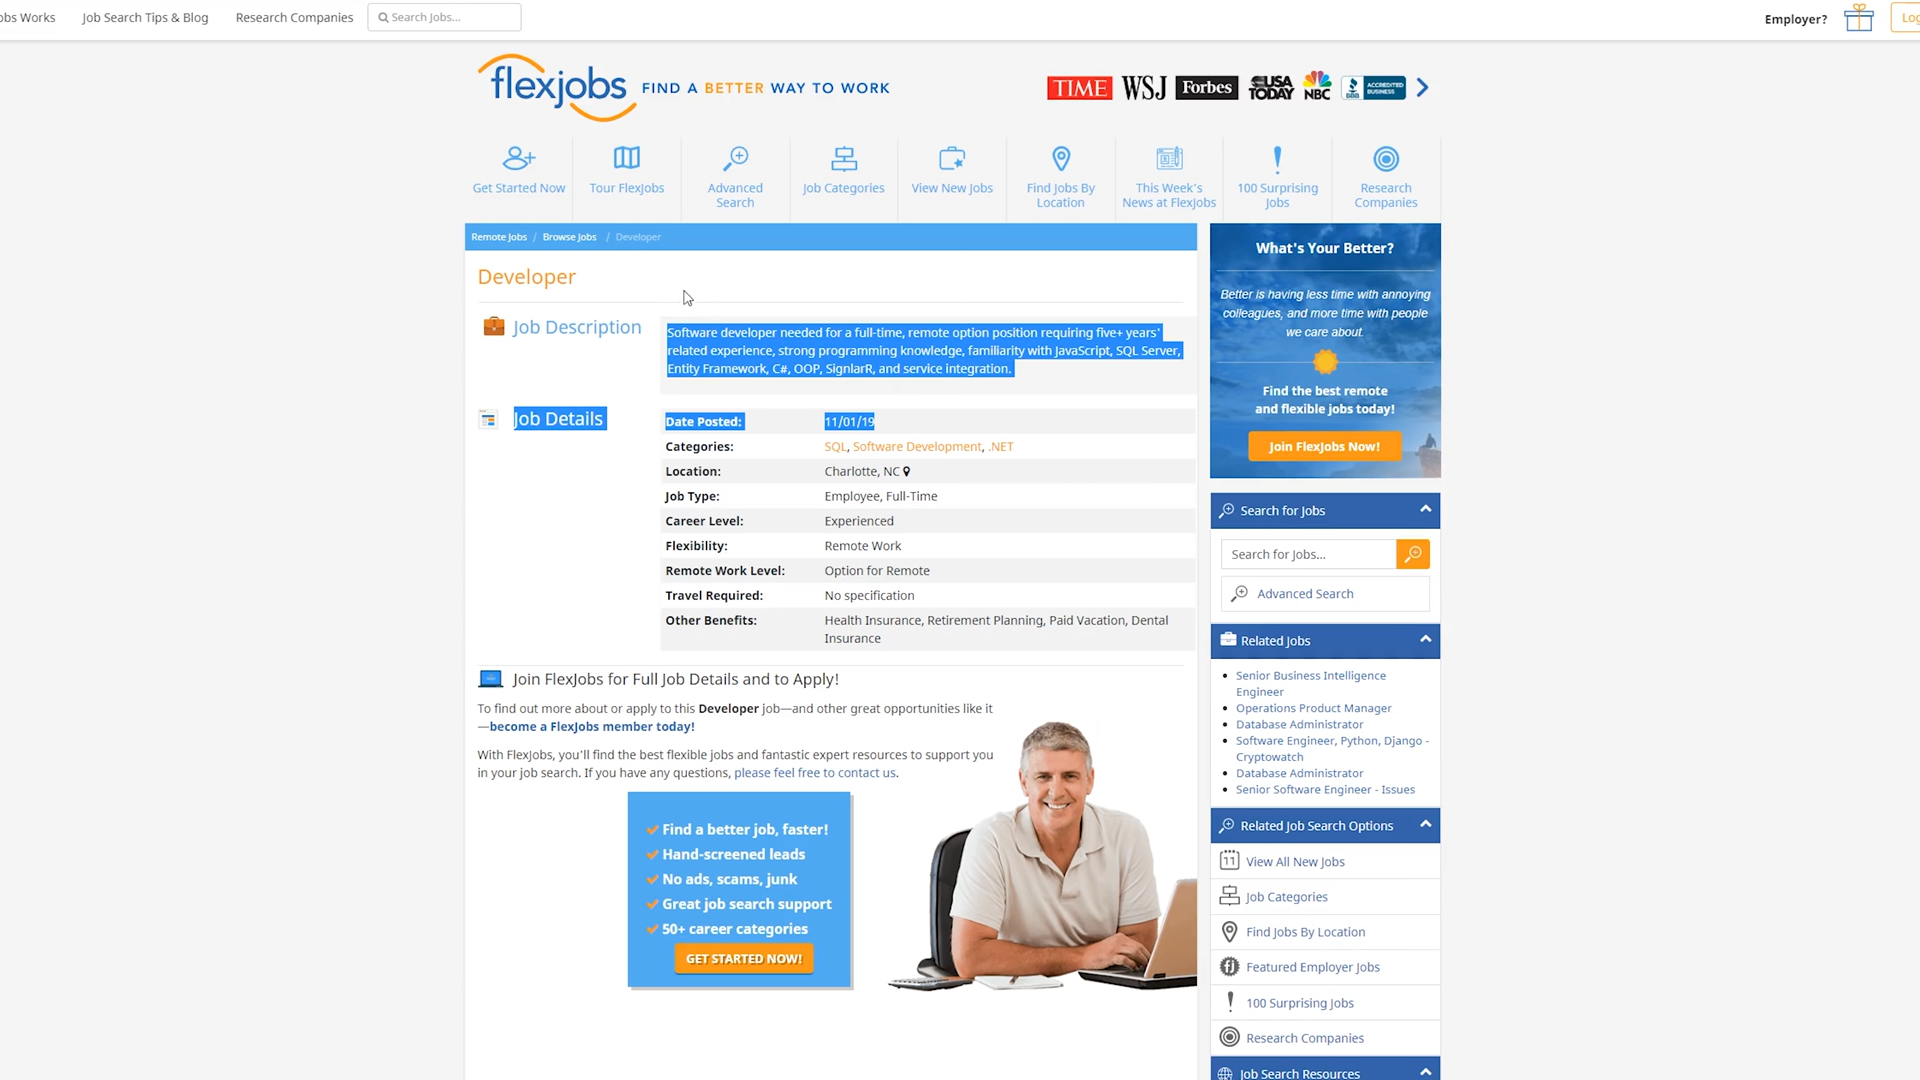 obs Works
Job Search Tips & Blog
Research Companies
Search Jobs...
Employer?
Log
flexjobs
FIND A BETTER WAY TO WORK
TIME
WSJ
Forbes
USA TODAY
NBC
BBB ACCREDITED BUSINESS
Get Started Now
Tour FlexJobs
Advanced
Search
Job Categories
View New Jobs
Find Jobs By
Location
This Week's
News at FlexJobs
100 Surprising
Jobs
Research
Companies
Remote Jobs / Browse Jobs / Developer
Developer
Job Description
Software developer needed for a full-time, remote option position requiring five+ years'
related experience, strong programming knowledge, familiarity with JavaScript, SQL Server,
Entity Framework, C#, OOP, SignlarR, and service integration.
Job Details
Date Posted: 11/01/19
Categories: SQL, Software Development, .NET
Location: Charlotte, NC
Job Type: Employee, Full-Time
Career Level: Experienced
Flexibility: Remote Work
Remote Work Level: Option for Remote
Travel Required: No specification
Other Benefits: Health Insurance, Retirement Planning, Paid Vacation, Dental
Insurance
Join FlexJobs for Full Job Details and to Apply!
To find out more about or apply to this Developer job—and other great opportunities like it
—become a FlexJobs member today!
With FlexJobs, you'll find the best flexible jobs and fantastic expert resources to support you
in your job search. If you have any questions, please feel free to contact us.
Find a better job, faster!
Hand-screened leads
No ads, scams, junk
Great job search support
50+ career categories
GET STARTED NOW!
What's Your Better?
Better is having less time with annoying
colleagues, and more time with people
we care about.
Find the best remote
and flexible jobs today!
Join FlexJobs Now!
Search for Jobs
Search for Jobs...
Advanced Search
Related Jobs
Senior Business Intelligence
Engineer
Operations Product Manager
Database Administrator
Software Engineer, Python, Django -
Cryptowatch
Database Administrator
Senior Software Engineer - Issues
Related Job Search Options
11
View All New Jobs
Job Categories
Find Jobs By Location
Featured Employer Jobs
100 Surprising Jobs
Research Companies
Job Search Resources